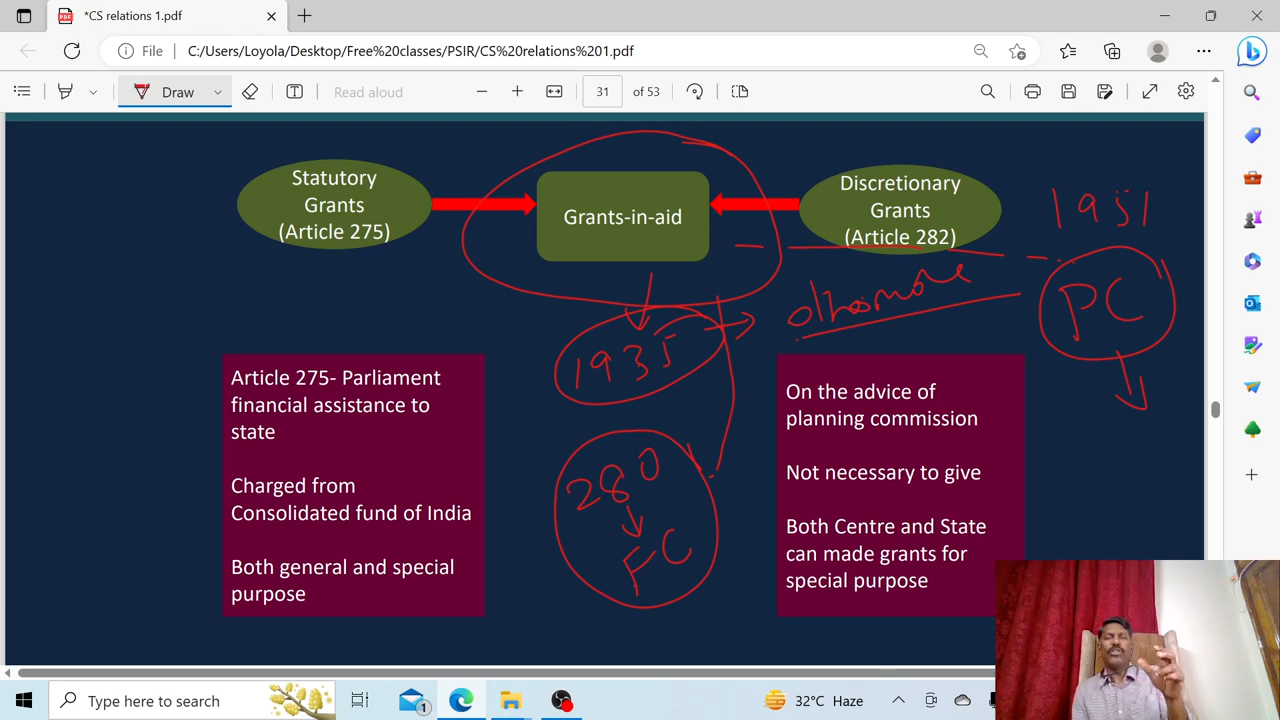 *CS relations 1.pdf
File
C:/Users/Loyola/Desktop/Free%20classes/PSIR/CS%20relations%201.pdf
Draw
Read aloud
31
of 53
Statutory
Grants
(Article 275)
Grants-in-aid
Discretionary
Grants
(Article 282)
1951
PC
1935
280
FC
Article 275- Parliament
financial assistance to
state
Charged from
Consolidated fund of India
Both general and special
purpose
On the advice of
planning commission
Not necessary to give
Both Centre and State
can made grants for
special purpose
Type here to search
1
32°C Haze